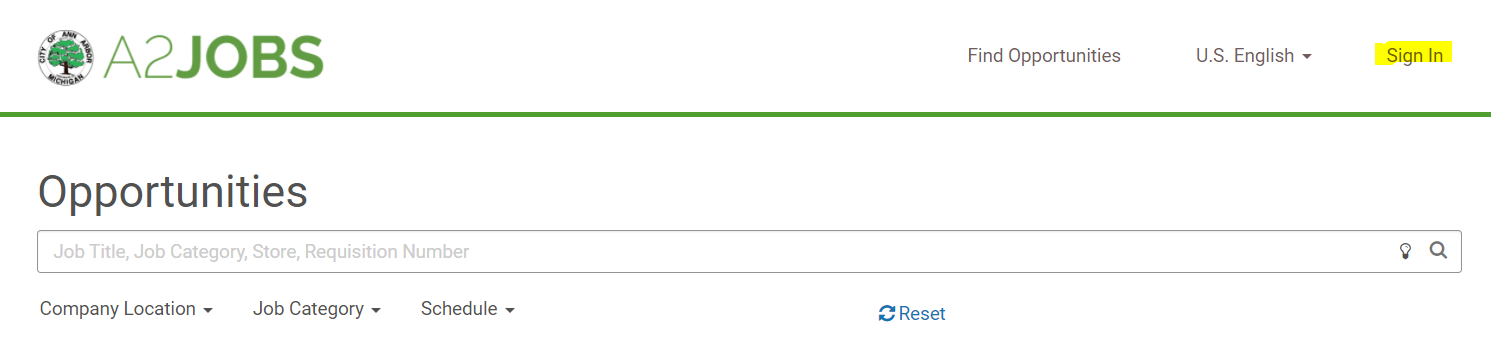 CITY OF ANN ARBOR
MICHIGAN
A2JOBS
Find Opportunities
U.S. English
Sign In
Opportunities
Job Title, Job Category, Store, Requisition Number
Company Location
Job Category
Schedule
Reset